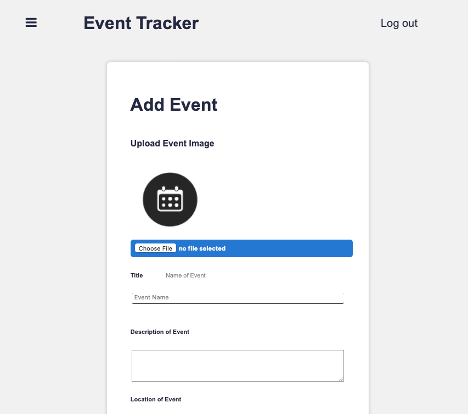 Event Tracker
Log out
Add Event
Upload Event Image
Choose File no file selected
Title Name of Event
Event Name
Description of Event
Location of Event